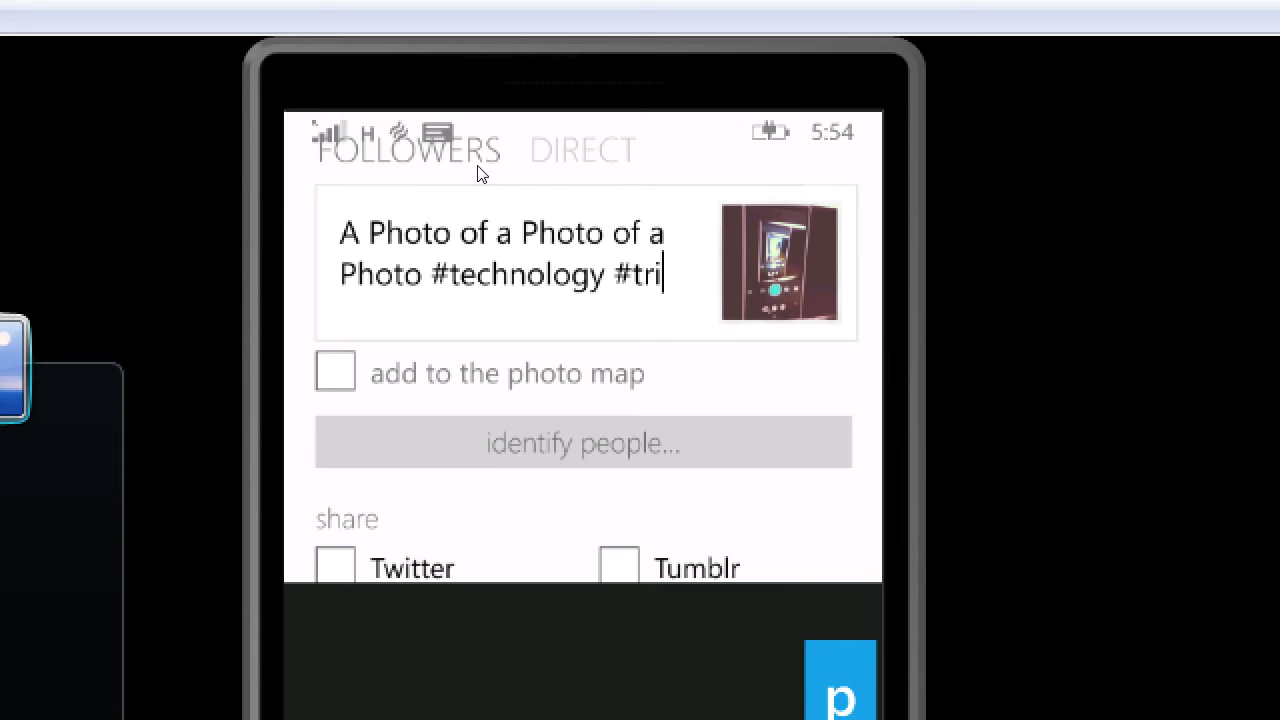 H 5:54
FOLLOWERS DIRECT
A Photo of a Photo of a
Photo #technology #tri
add to the photo map
identify people...
share
Twitter Tumblr
p